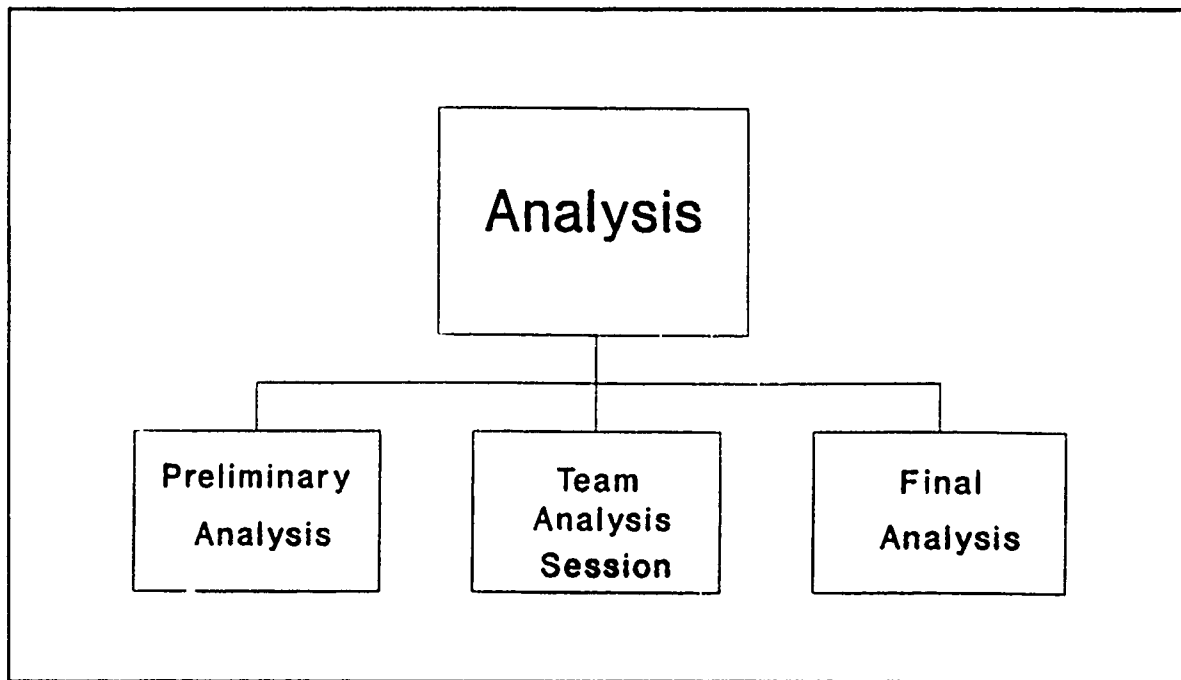 Analysis
Preliminary
Analysis
Team
Analysis
Session
Final
Analysis